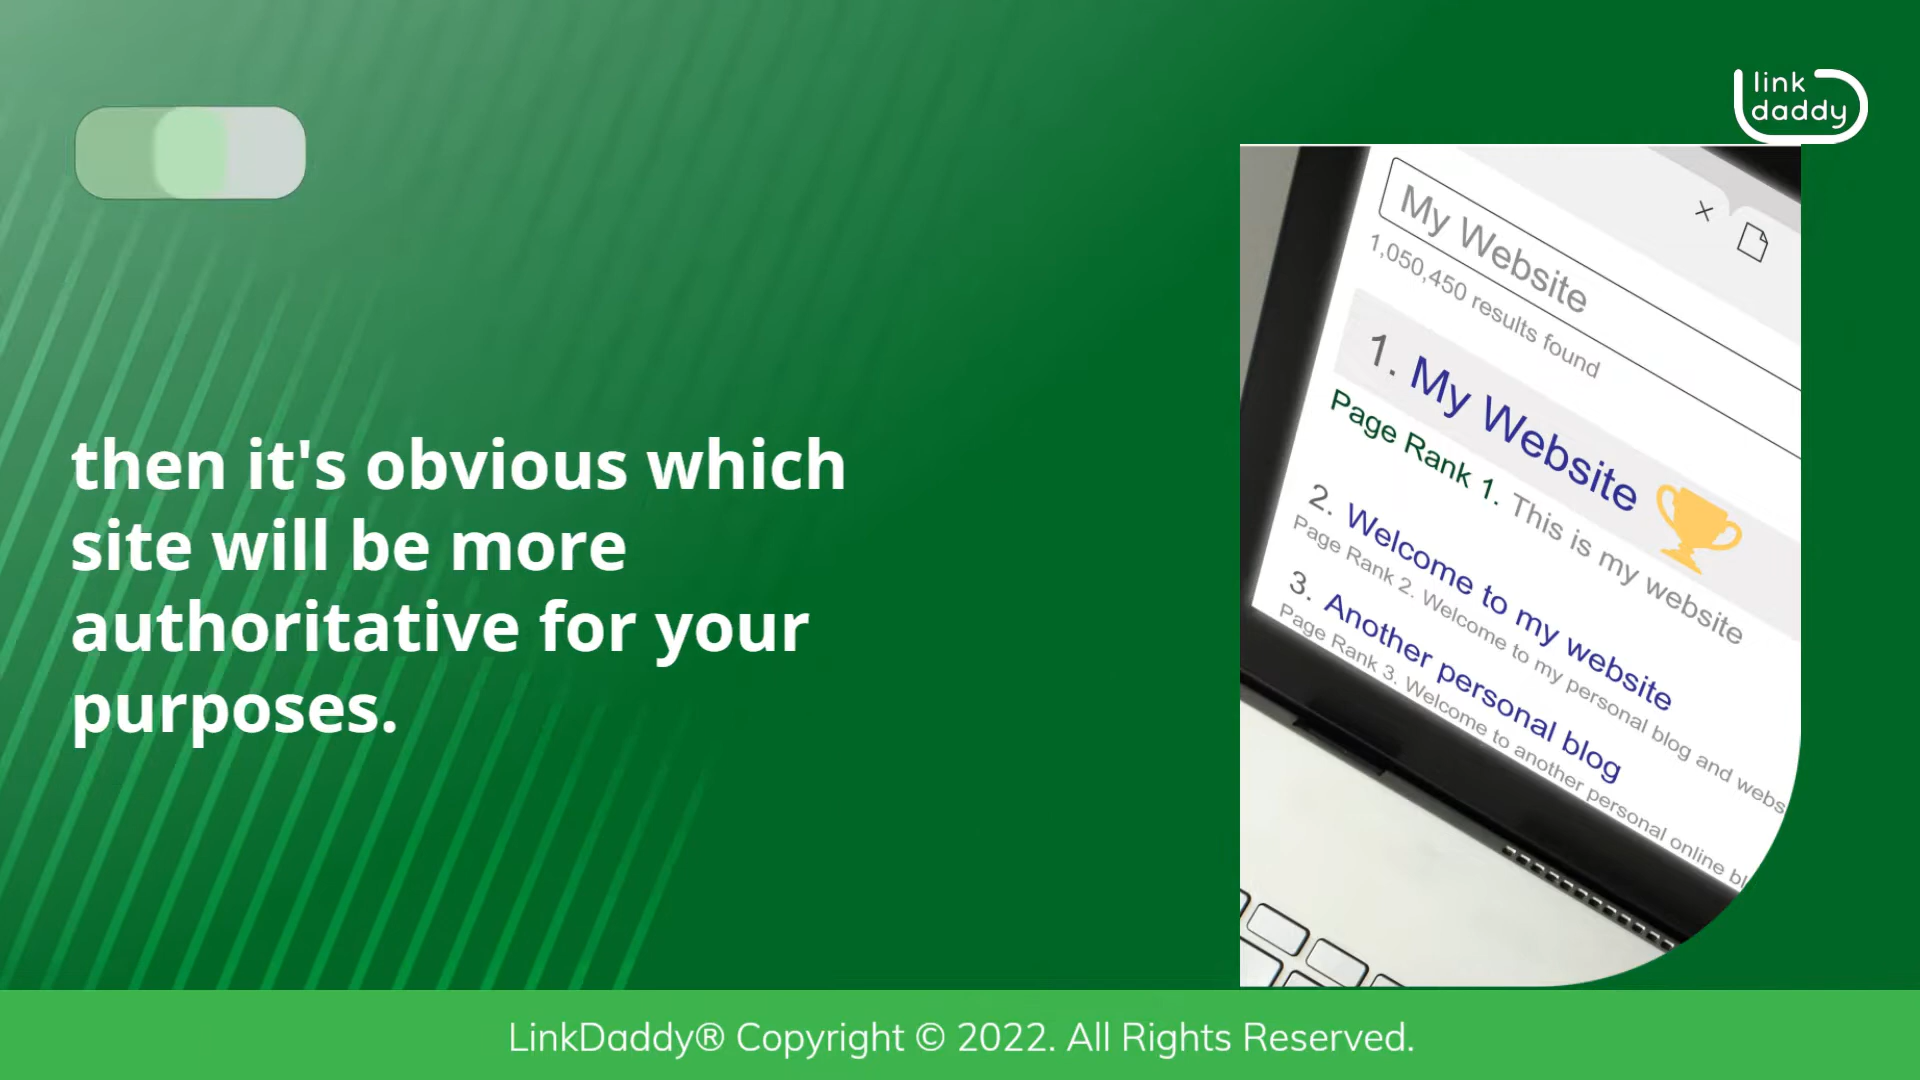 link
daddy
then it's obvious which
site will be more
authoritative for your
purposes.
My Website
1,050,450 results found
1. My Website
Page Rank 1. This is my website
2. Welcome to my website
Page Rank 2. Welcome to my personal blog and webs
3. Another personal blog
Page Rank 3. Welcome to another personal online bl
LinkDaddy® Copyright © 2022. All Rights Reserved.